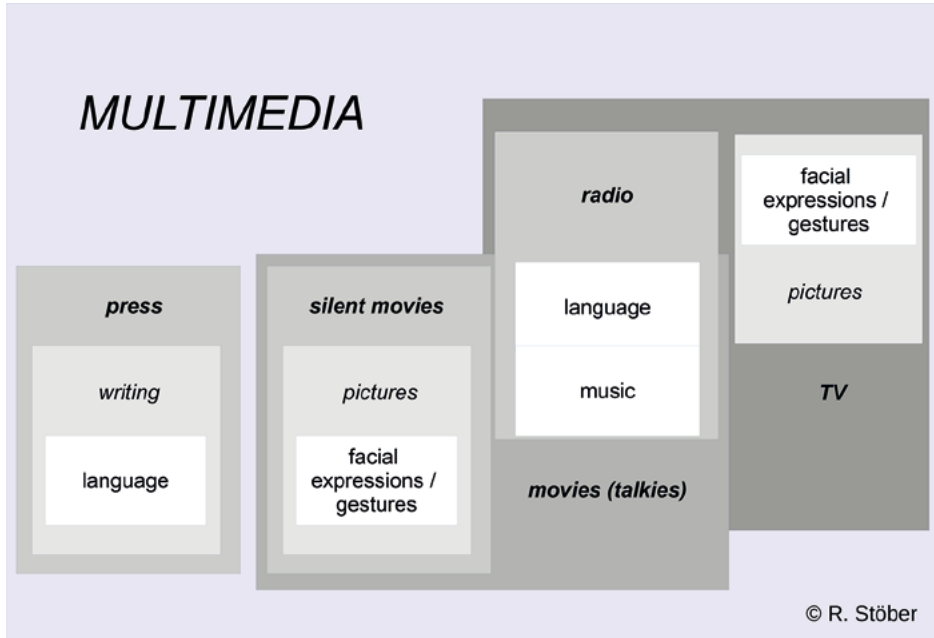 MULTIMEDIA
press
writing
language
silent movies
pictures
facial
expressions /
gestures
radio
language
music
movies (talkies)
facial
expressions /
gestures
pictures
TV
© R. Stöber